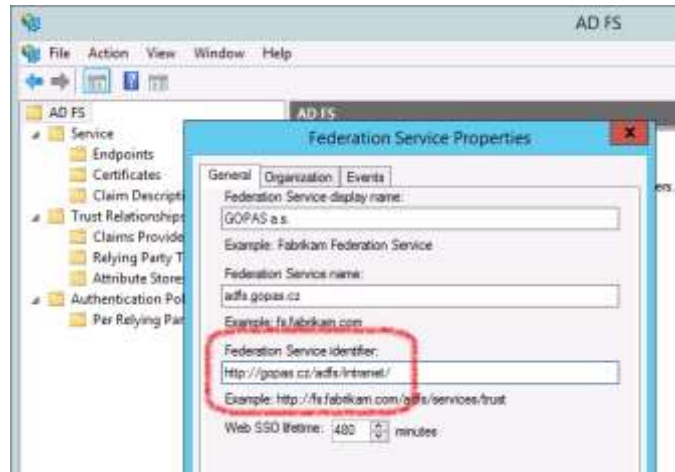 AD FS
File Action View Window Help
AD FS
AD FS
Service
Endpoints
Certificates
Claim Descripti
Trust Relationships
Claims Provide
Relying Party T
Attribute Store
Authentication Pol
Per Relying Par
Federation Service Properties
General Organization Events
Federation Service display name:
GOPAS a.s.
Example: Fabrikam Federation Service
Federation Service name:
adfs.gopas.cz
Example: fs.fabrikam.com
Federation Service identifier:
http://gopas.cz/adfs/intranet/
Example: http://fs.fabrikam.com/adfs/services/trust
Web SSO lifetime: 480 minutes